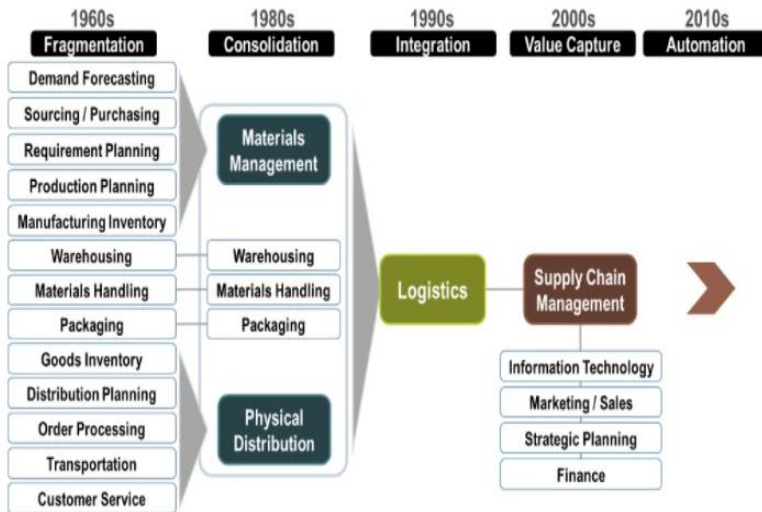 1960s
Fragmentation
Demand Forecasting
Sourcing / Purchasing
Requirement Planning
Production Planning
Manufacturing Inventory
Warehousing
Materials Handling
Packaging
Goods Inventory
Distribution Planning
Order Processing
Transportation
Customer Service
1980s
Consolidation
Materials
Management
Warehousing
Materials Handling
Packaging
Physical
Distribution
1990s
Integration
Logistics
2000s
Value Capture
Supply Chain
Management
Information Technology
Marketing / Sales
Strategic Planning
Finance
2010s
Automation